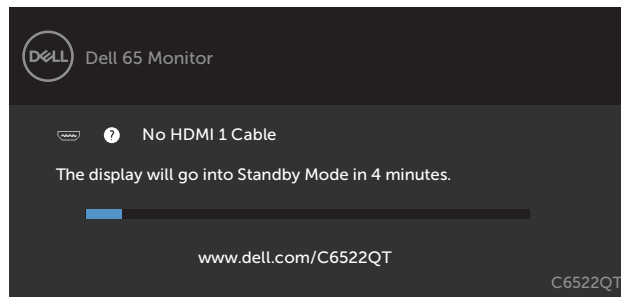 DELL
Dell 65 Monitor
? No HDMI 1 Cable
The display will go into Standby Mode in 4 minutes.
www.dell.com/C6522QT
C6522QT